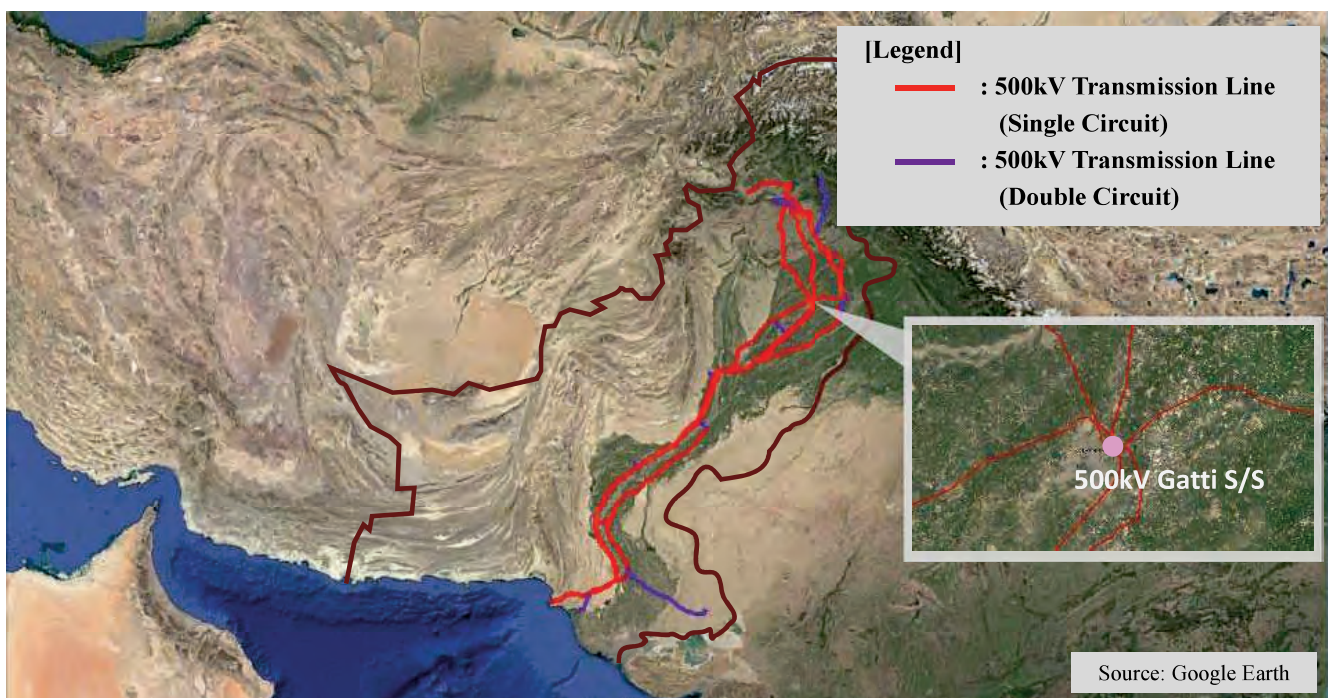 [Legend]
: 500kV Transmission Line
(Single Circuit)
: 500kV Transmission Line
(Double Circuit)
500kV Gatti S/S
Source: Google Earth